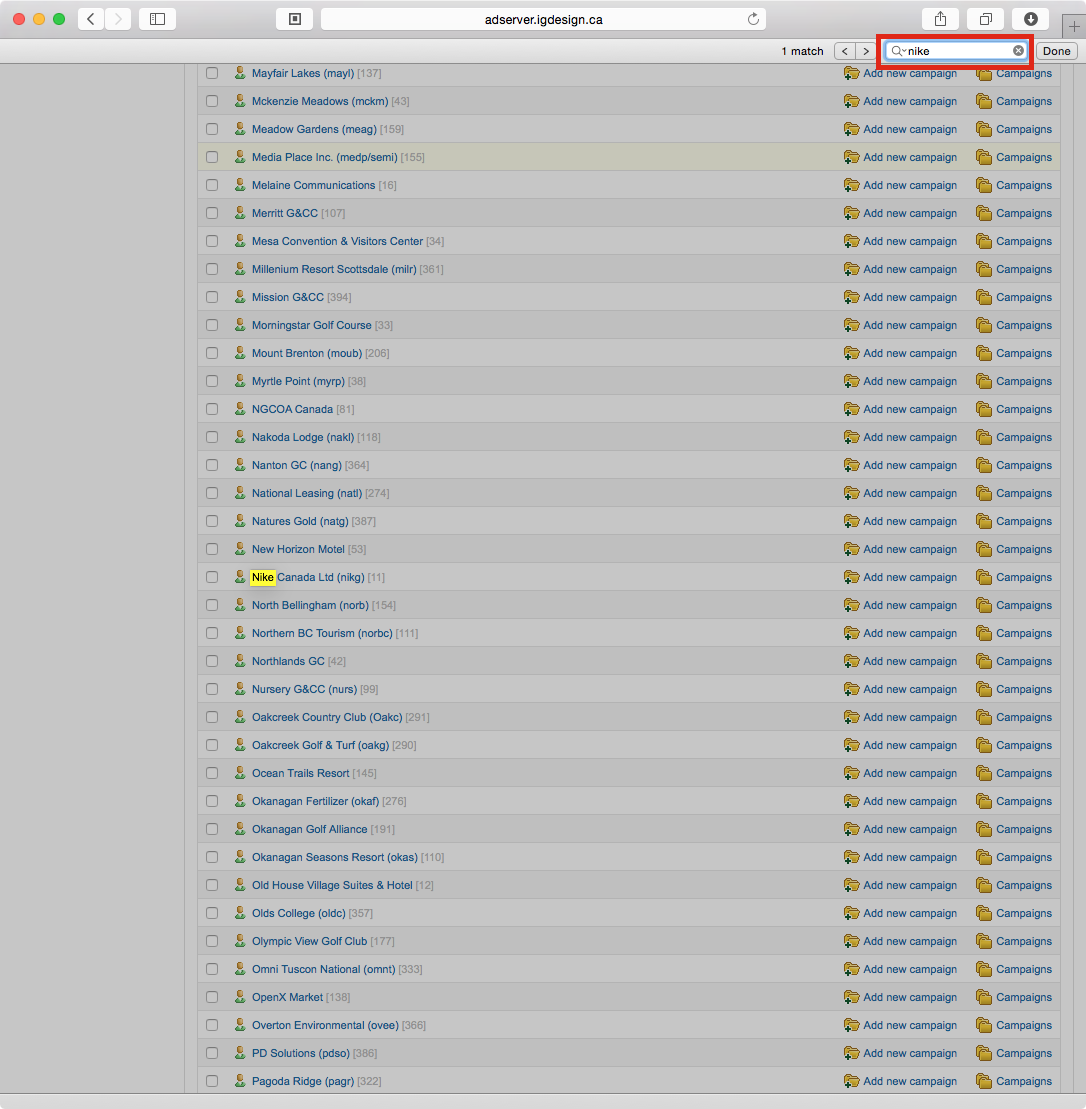 adserver.igdesign.ca
1 match < > nike Done
Mayfair Lakes (mayl) [137] Add new campaign Campaigns
Mckenzie Meadows (mckm) [43] Add new campaign Campaigns
Meadow Gardens (meag) [159] Add new campaign Campaigns
Media Place Inc. (medp/semi) [155] Add new campaign Campaigns
Melaine Communications [16] Add new campaign Campaigns
Merritt G&CC [107] Add new campaign Campaigns
Mesa Convention & Visitors Center [34] Add new campaign Campaigns
Millenium Resort Scottsdale (milr) [361] Add new campaign Campaigns
Mission G&CC [394] Add new campaign Campaigns
Morningstar Golf Course [33] Add new campaign Campaigns
Mount Brenton (moub) [206] Add new campaign Campaigns
Myrtle Point (myrp) [38] Add new campaign Campaigns
NGCOA Canada [81] Add new campaign Campaigns
Nakoda Lodge (nakl) [118] Add new campaign Campaigns
Nanton GC (nang) [364] Add new campaign Campaigns
National Leasing (natl) [274] Add new campaign Campaigns
Natures Gold (natg) [387] Add new campaign Campaigns
New Horizon Motel [53] Add new campaign Campaigns
Nike Canada Ltd (nikg) [11] Add new campaign Campaigns
North Bellingham (norb) [154] Add new campaign Campaigns
Northern BC Tourism (norbc) [111] Add new campaign Campaigns
Northlands GC [42] Add new campaign Campaigns
Nursery G&CC (nurs) [99] Add new campaign Campaigns
Oakcreek Country Club (Oakc) [291] Add new campaign Campaigns
Oakcreek Golf & Turf (oakg) [290] Add new campaign Campaigns
Ocean Trails Resort [145] Add new campaign Campaigns
Okanagan Fertilizer (okaf) [276] Add new campaign Campaigns
Okanagan Golf Alliance [191] Add new campaign Campaigns
Okanagan Seasons Resort (okas) [110] Add new campaign Campaigns
Old House Village Suites & Hotel [12] Add new campaign Campaigns
Olds College (oldc) [357] Add new campaign Campaigns
Olympic View Golf Club [177] Add new campaign Campaigns
Omni Tuscon National (omnt) [333] Add new campaign Campaigns
OpenX Market [138] Add new campaign Campaigns
Overton Environmental (ovee) [366] Add new campaign Campaigns
PD Solutions (pdso) [386] Add new campaign Campaigns
Pagoda Ridge (pagr) [322] Add new campaign Campaigns